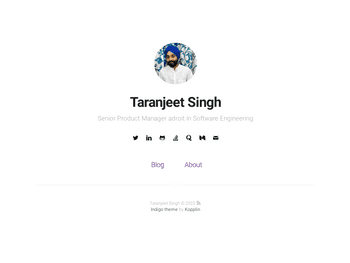 Taranjeet Singh
Senior Product Manager adroit in Software Engineering
Blog About
Taranjeet Singh © 2023
Indigo theme by Kopplin